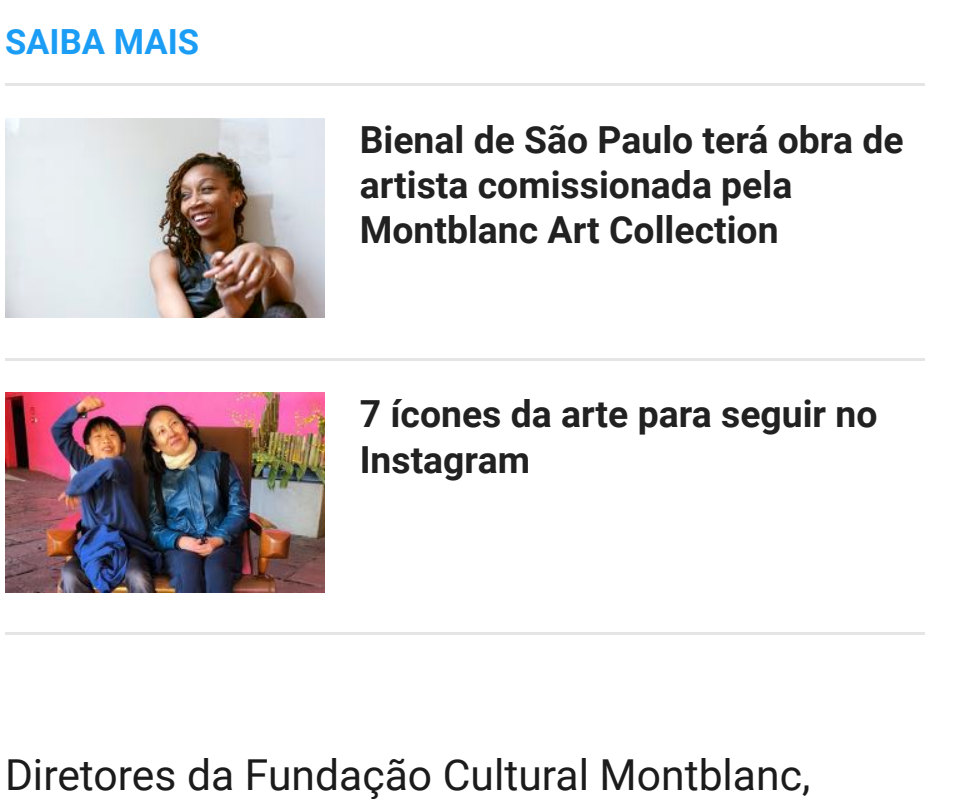 SAIBA MAIS
Bienal de São Paulo terá obra de
artista comissionada pela
Montblanc Art Collection
7 ícones da arte para seguir no
Instagram
Diretores da Fundação Cultural Montblanc,